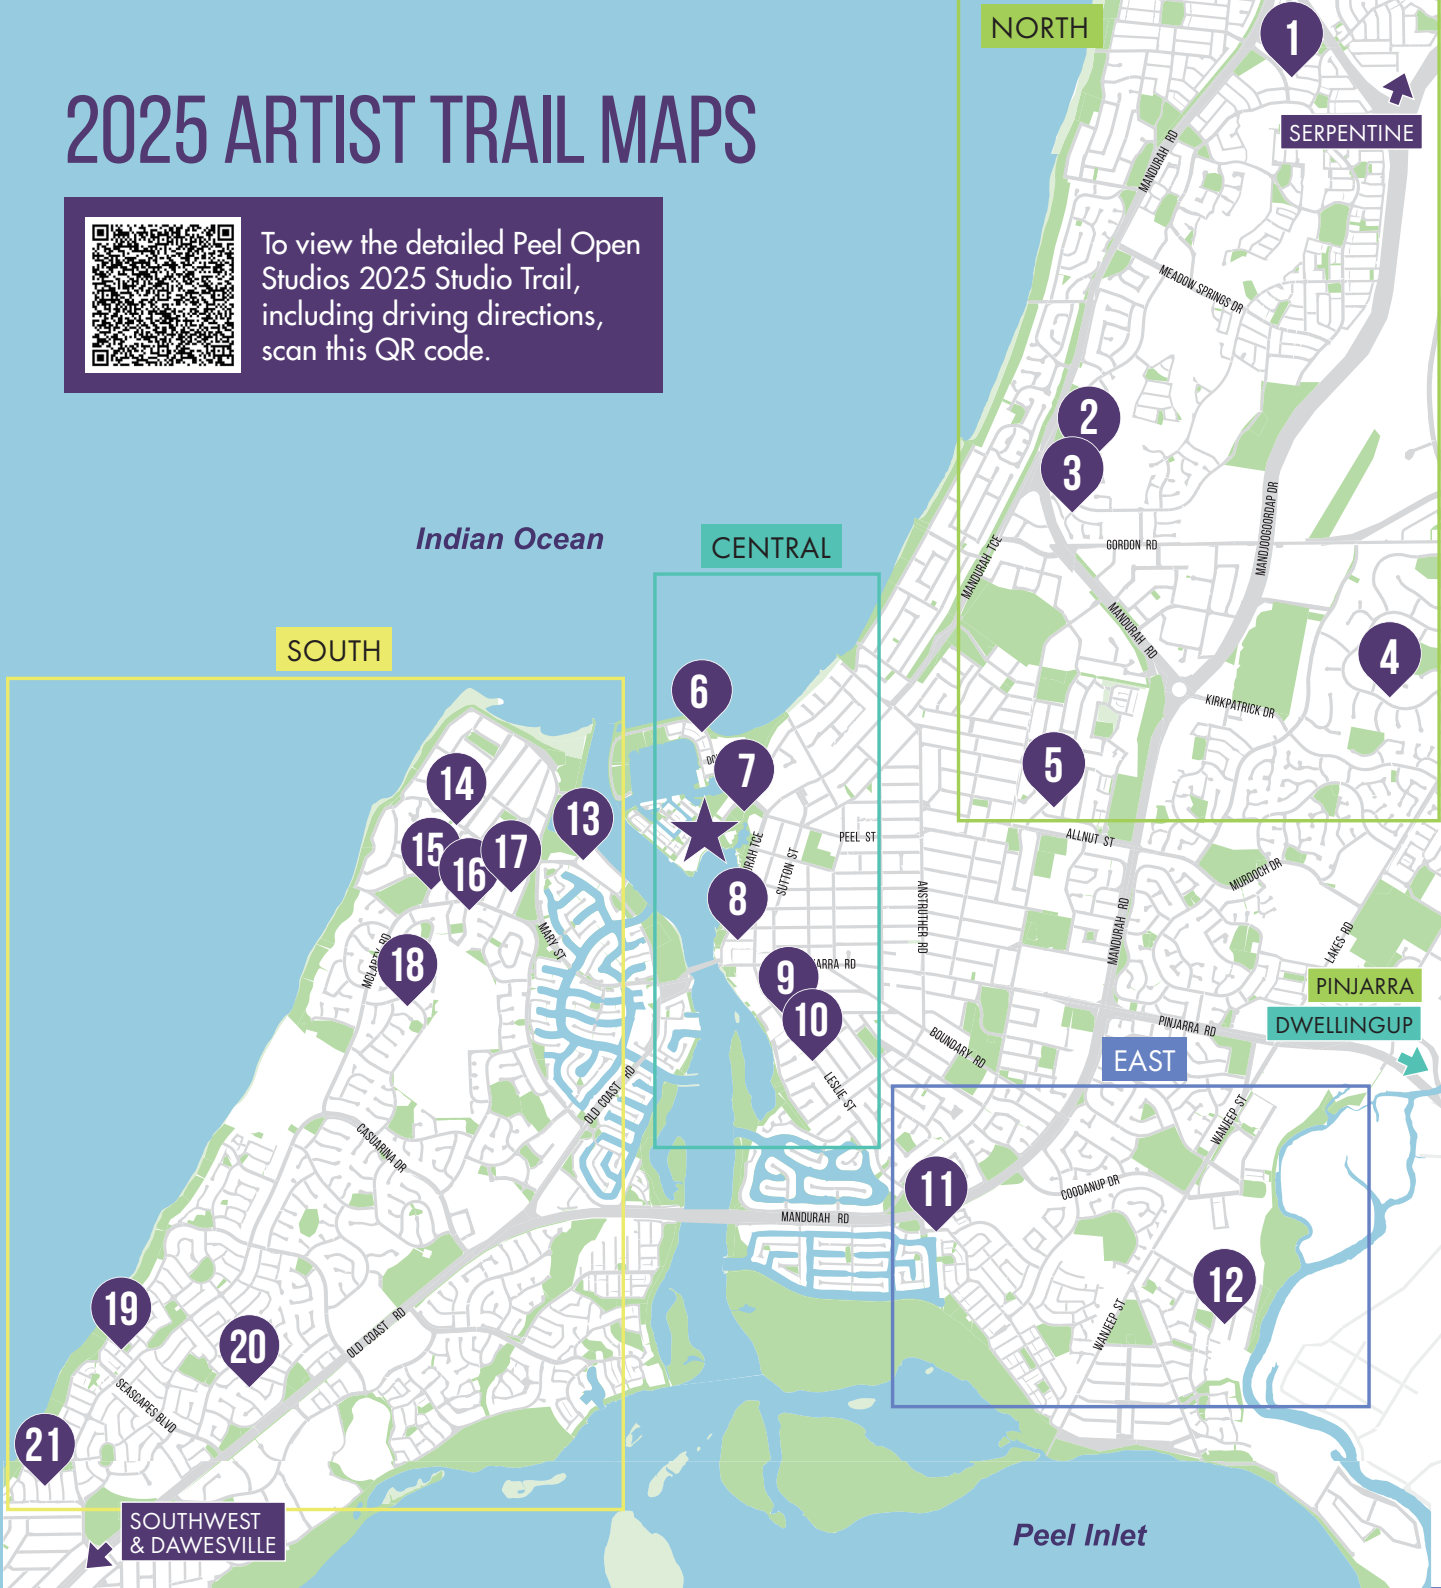 NORTH
1
SERPENTINE
2025 ARTIST TRAIL MAPS
To view the detailed Peel Open
Studios 2025 Studio Trail,
including driving directions,
scan this QR code.
MANDURAH RD
MEADOW SPRINGS DR
2
3
MANDJOOGOORDAP DR
Indian Ocean
CENTRAL
GORDON RD
MANDURAH TCE
MANDURAH RD
SOUTH
4
6
KIRKPATRICK DR
7
5
14
13
PEEL ST
ALLNUT ST
15
16
17
SUTTON ST
MURDOCH DR
8
ANSTRUTHER RD
MANDURAH RD
MARY ST
LAKES RD
18
9
10
PINJARRA
DWELLINGUP
PINJARRA RD
BOUNDARY RD
EAST
LESLIE ST
OLD COAST RD
WANJEEP ST
CASUARINA DR
11
COODANUP DR
MANDURAH RD
12
19
20
OLD COAST RD
WANJEEP ST
SEASCAPES BLVD
21
SOUTHWEST
& DAWESVILLE
Peel Inlet